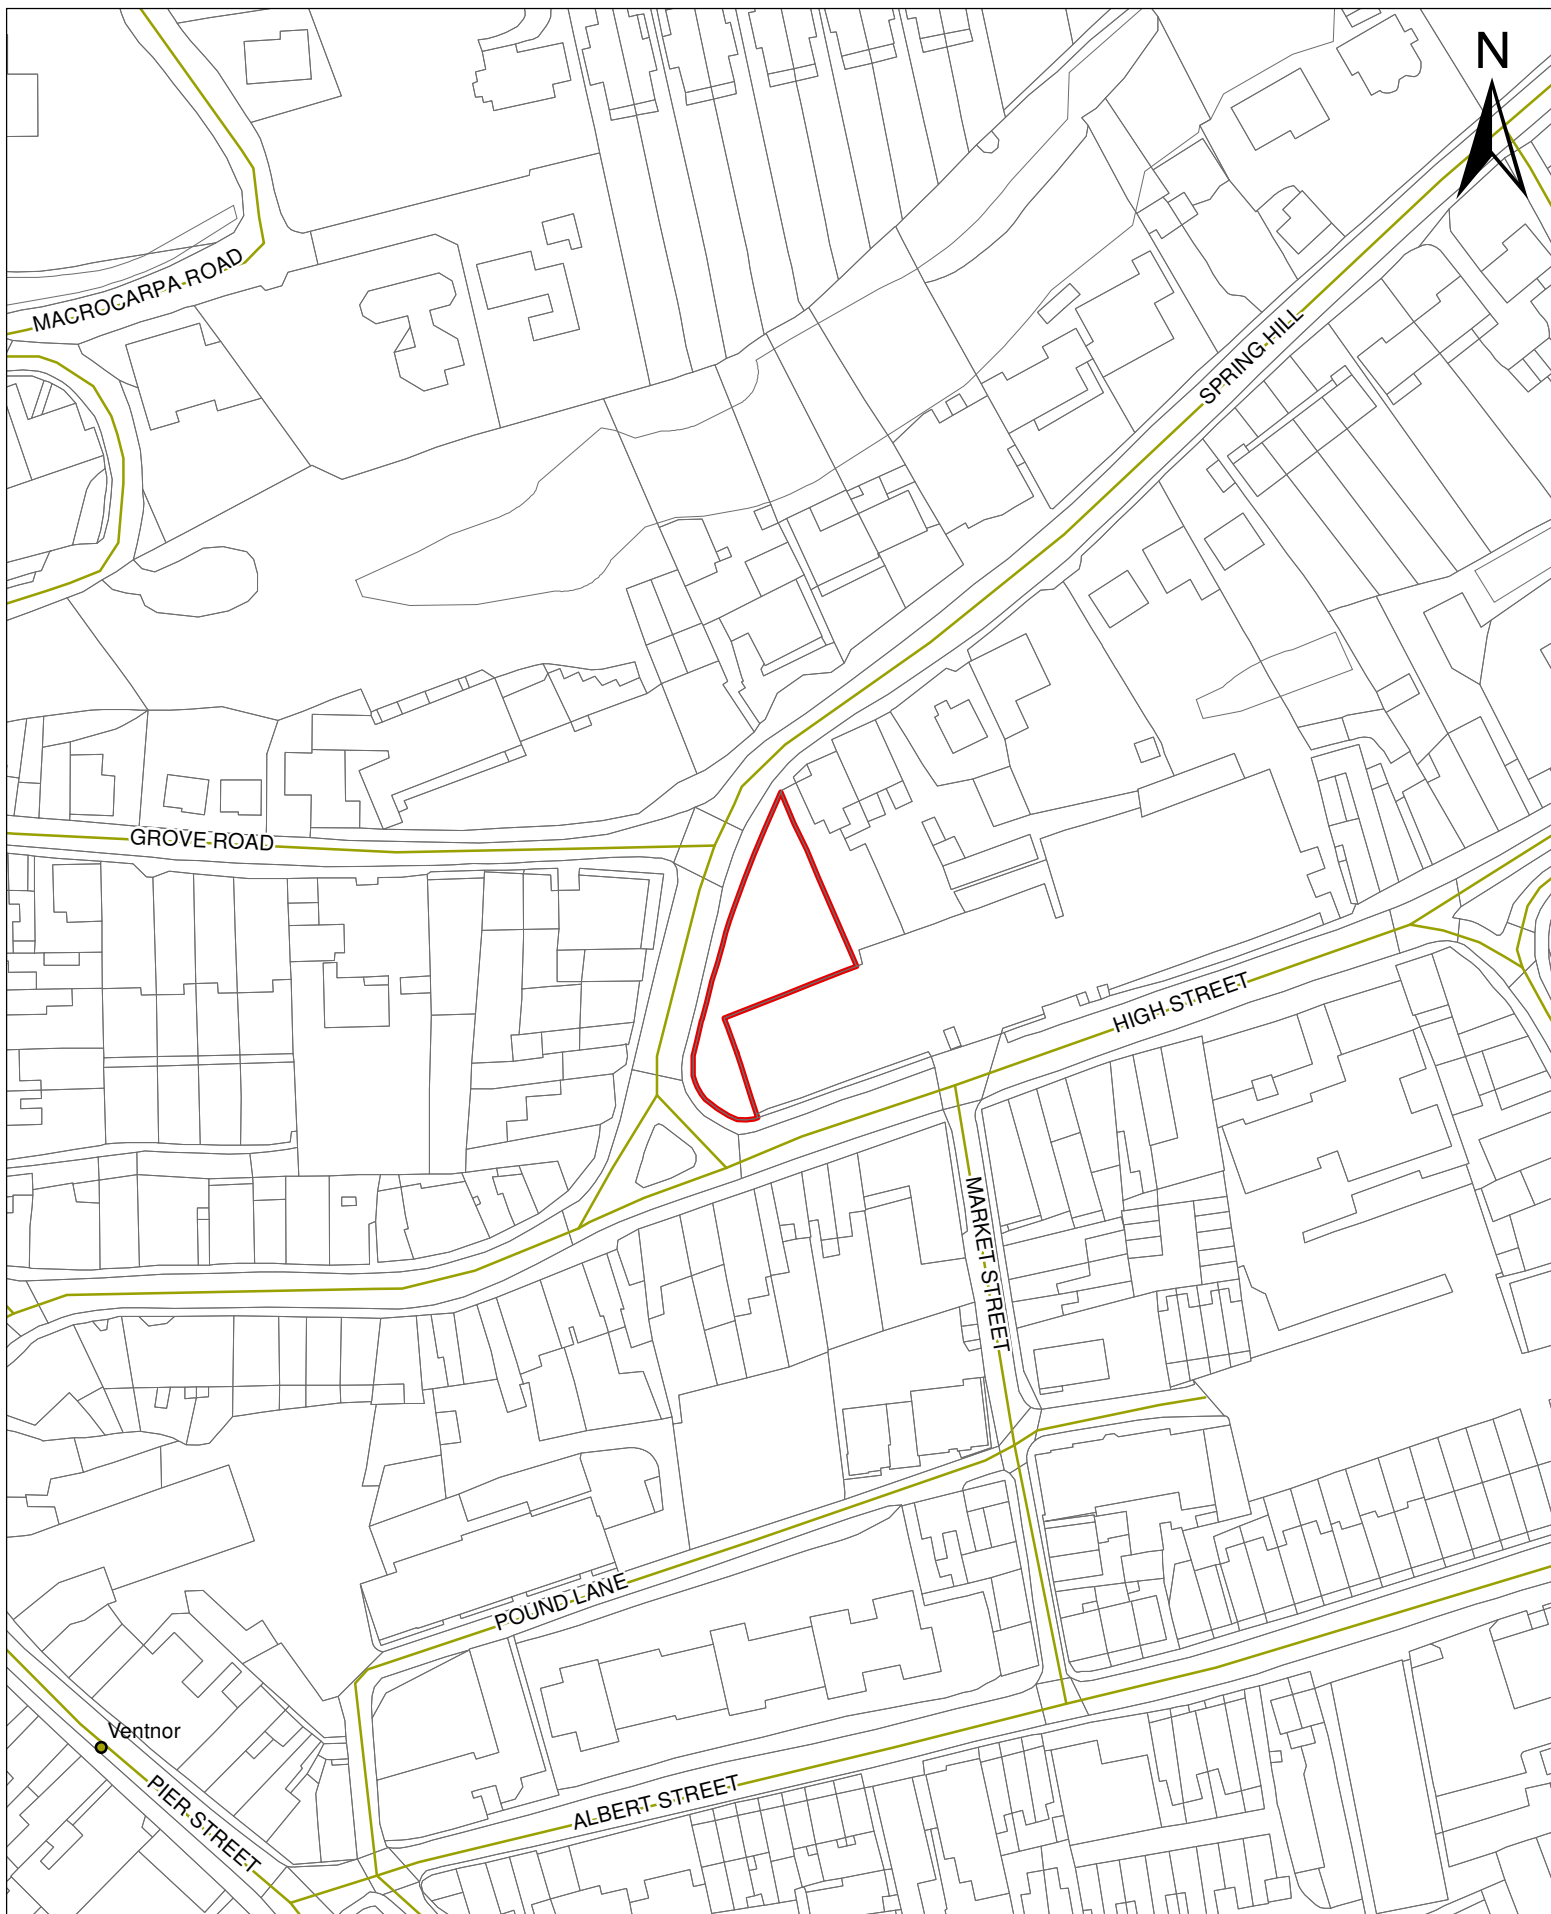 N
MACROCARPA ROAD
SPRING HILL
GROVE ROAD
HIGH STREET
MARKET STREET
POUND LANE
Ventnor
PIER STREET
ALBERT STREET